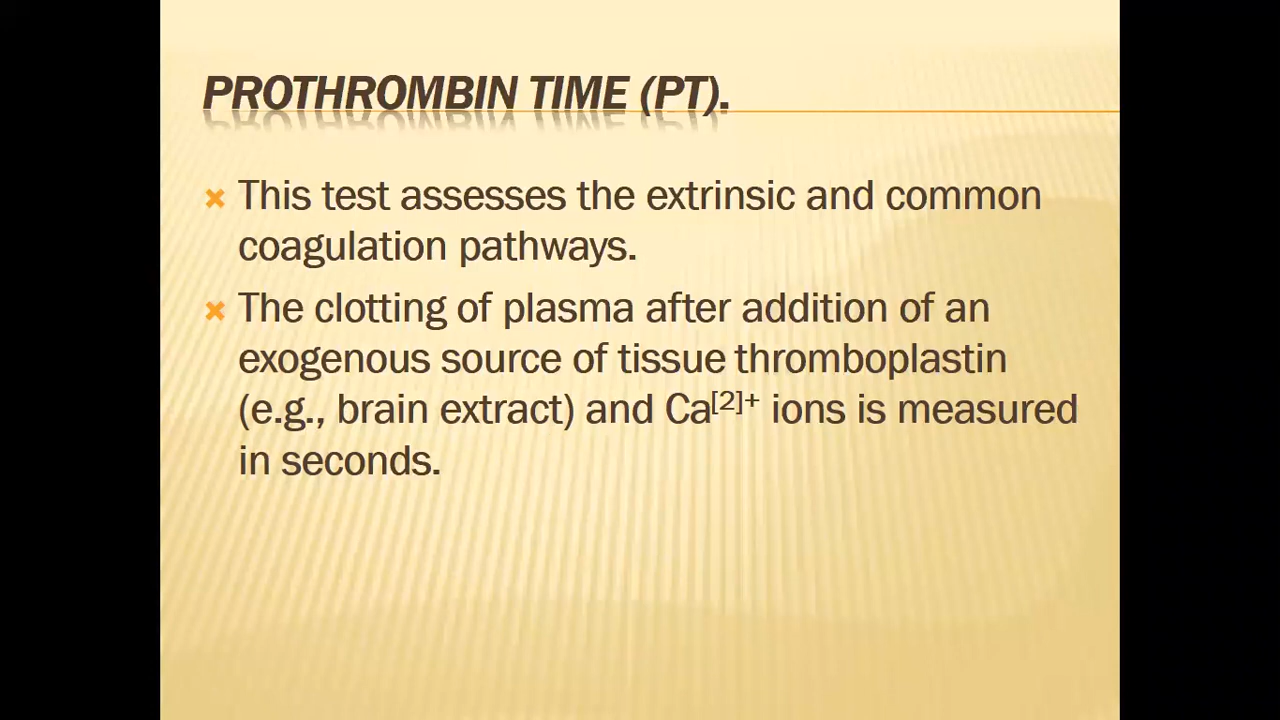 PROTHROMBIN TIME (PT).
This test assesses the extrinsic and common
coagulation pathways.
The clotting of plasma after addition of an
exogenous source of tissue thromboplastin
(e.g., brain extract) and Ca[2]+ ions is measured
in seconds.